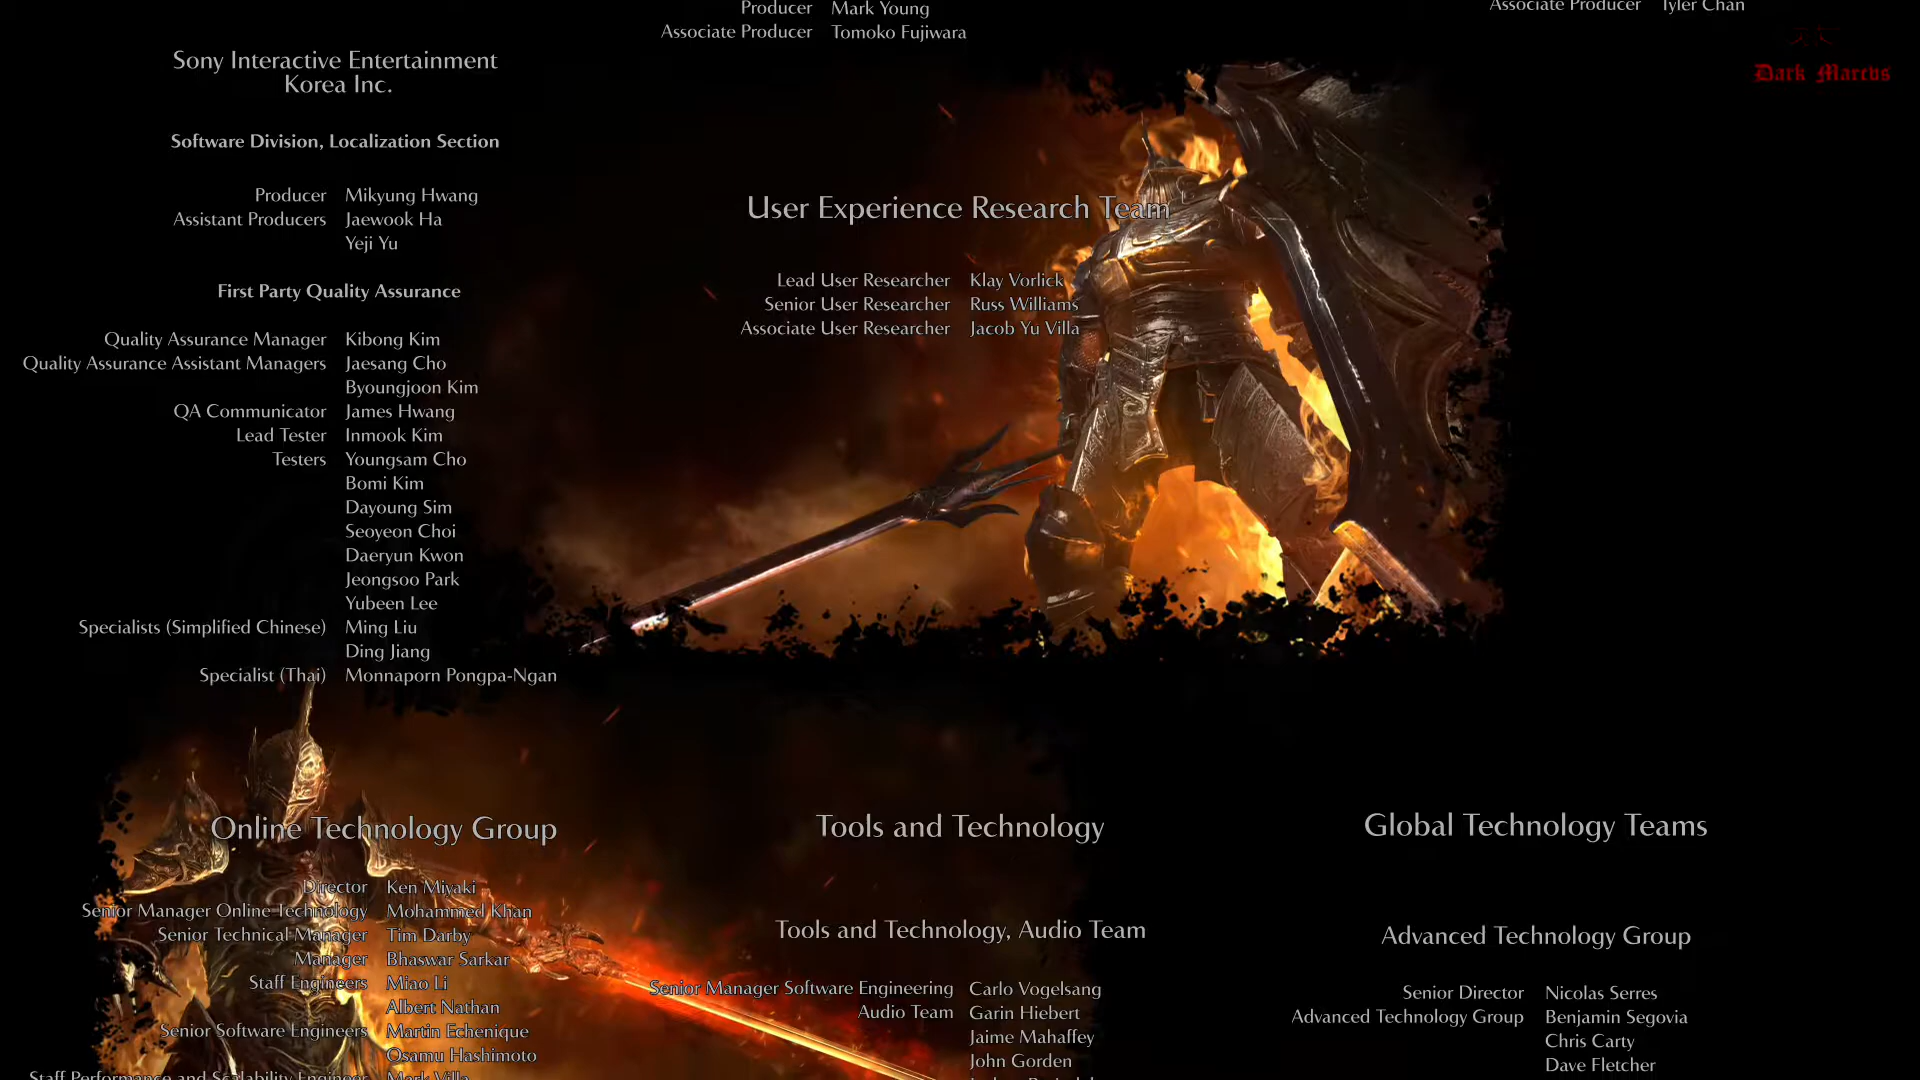 Producer Mark Young
Associate Producer Tomoko Fujiwara
Associate Producer Tyler Chan
Dark Marcus
Sony Interactive Entertainment
Korea Inc.
Software Division, Localization Section
Producer Mikyung Hwang
Assistant Producers Jaewook Ha
Yeji Yu
First Party Quality Assurance
Quality Assurance Manager Kibong Kim
Quality Assurance Assistant Managers Jaesang Cho
Byoungjoon Kim
QA Communicator James Hwang
Lead Tester Inmook Kim
Testers Youngsam Cho
Bomi Kim
Dayoung Sim
Seoyeon Choi
Daeryun Kwon
Jeongsoo Park
Yubeen Lee
Specialists (Simplified Chinese) Ming Liu
Ding Jiang
Specialist (Thai) Monnaporn Pongpa-Ngan
User Experience Research Team
Lead User Researcher Klay Vorlick
Senior User Researcher Russ Williams
Associate User Researcher Jacob Yu Villa
Online Technology Group
Director Ken Miyaki
Senior Manager Online Technology Mohammed Khan
Senior Technical Manager Tim Darby
Manager Bhaswar Sarkar
Staff Engineers Miao Li
Albert Nathan
Senior Software Engineers Martin Echenique
Osamu Hashimoto
Staff Performance and Scalability Engineer Mark Villa
Tools and Technology
Tools and Technology, Audio Team
Senior Manager Software Engineering Carlo Vogelsang
Audio Team Garin Hiebert
Jaime Mahaffey
John Gorden
Global Technology Teams
Advanced Technology Group
Senior Director Nicolas Serres
Advanced Technology Group Benjamin Segovia
Chris Carty
Dave Fletcher